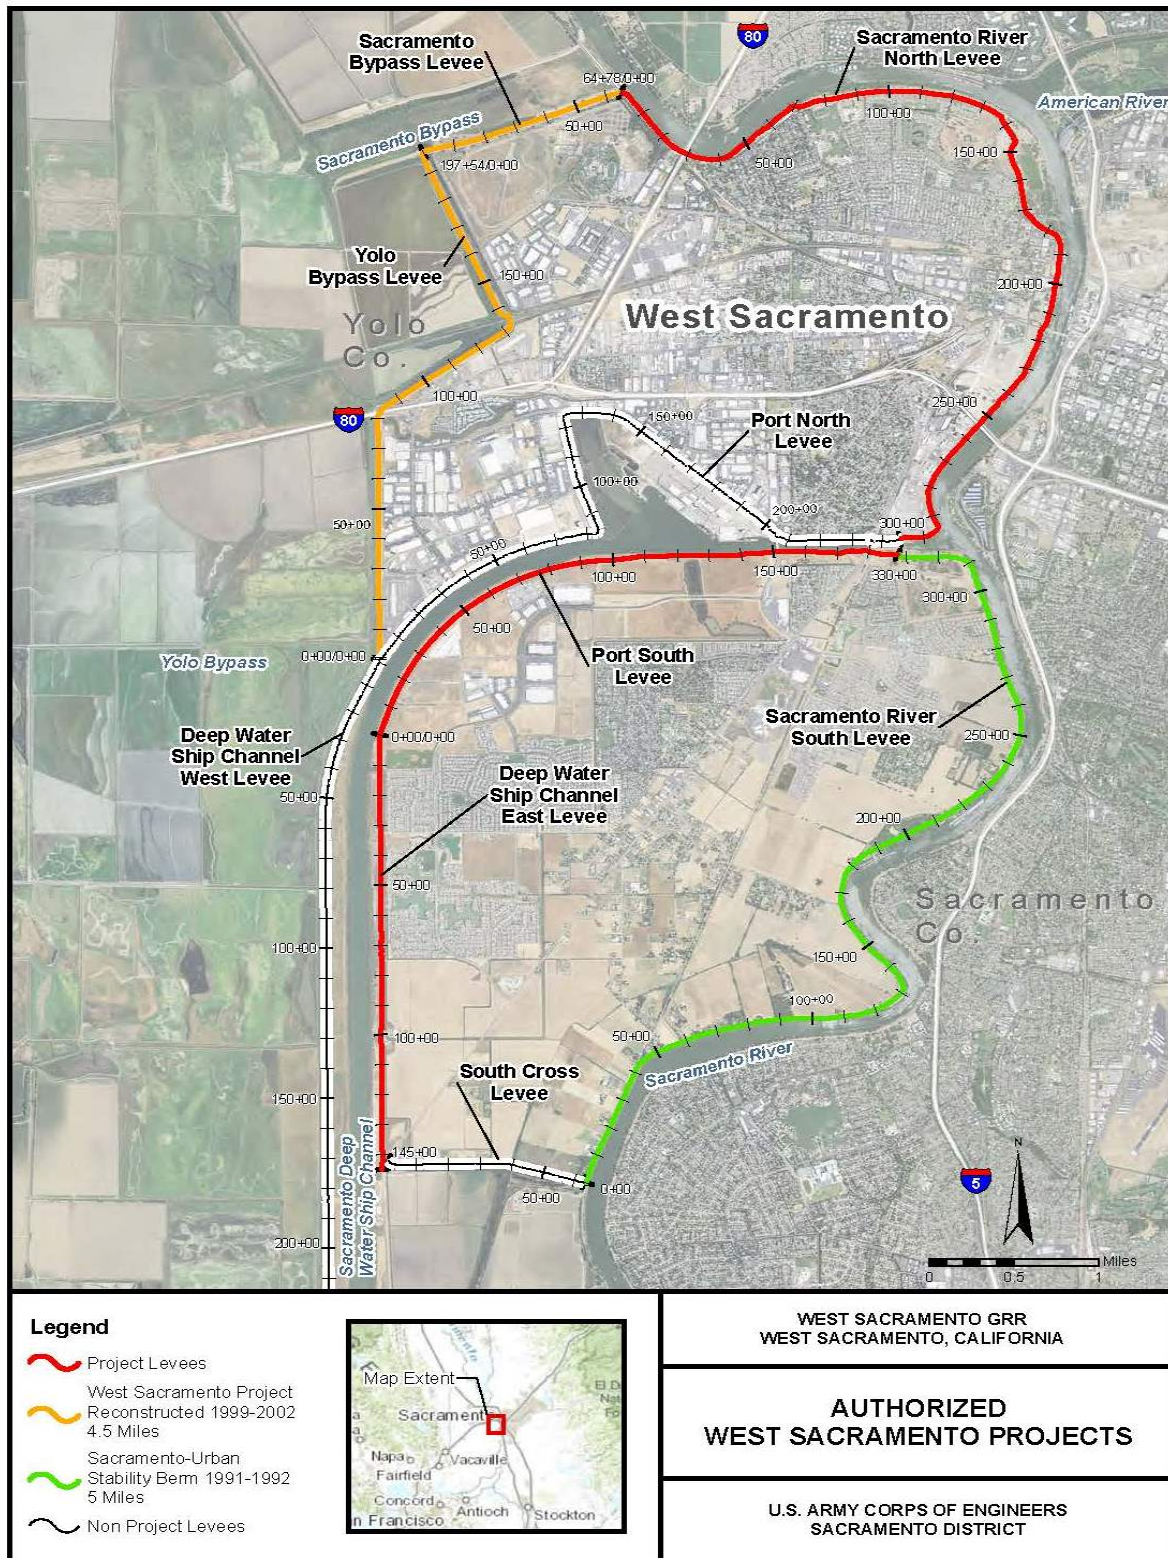 80
Sacramento
Bypass Levee
Sacramento River
North Levee
64+78/0+00
American River
50+00
100+00
Sacramento Bypass
197+54/0+00
50+00
150+00
Yolo
Bypass Levee
150+00
200+00
West Sacramento
Yolo
Co.
100+00
80
150+00
Port North
Levee
250+00
100+00
50+00
200+00
300+00
50+00
100+00
150+00
330+00
300+00
50+00
Yolo Bypass
0+00/0+00
Port South
Levee
Sacramento River
South Levee
250+00
Deep Water
Ship Channel
West Levee
0+00/0+00
Deep Water
Ship Channel
East Levee
50+00
200+00
50+00
Sacramento
Co.
100+00
150+00
100+00
50+00
100+00
Sacramento River
South Cross
Levee
150+00
145+00
50+00
0+00
Sacramento Deep
Water Ship Channel
200+00
N
5
Miles
0 0.5 1
Legend
Project Levees
West Sacramento Project
Reconstructed 1999-2002
4.5 Miles
Sacramento-Urban
Stability Berm 1991-1992
5 Miles
Non Project Levees
Map Extent
Sacrament
Napa
Vacaville
Fairfield
Concord
Antioch
Stockton
n Francisco
WEST SACRAMENTO GRR
WEST SACRAMENTO, CALIFORNIA
AUTHORIZED
WEST SACRAMENTO PROJECTS
U.S. ARMY CORPS OF ENGINEERS
SACRAMENTO DISTRICT